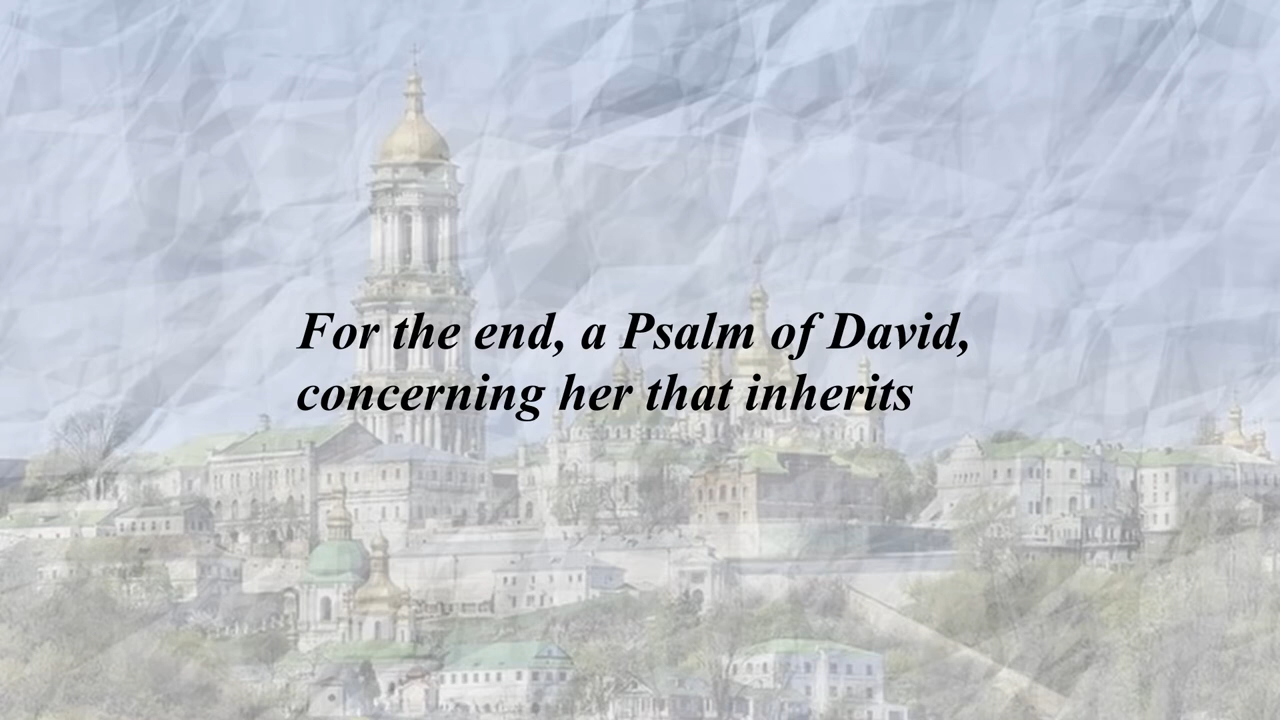 For the end, a Psalm of David,
concerning her that inherits